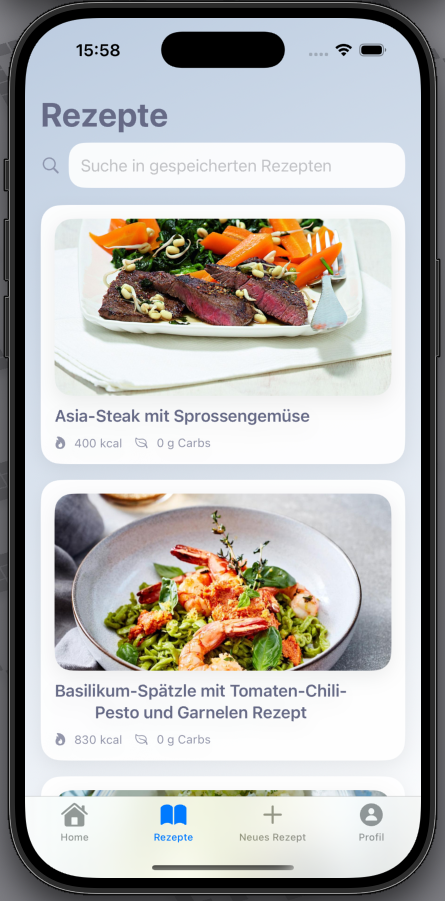 15:58
Rezepte
Suche in gespeicherten Rezepten
Asia-Steak mit Sprossengemüse
400 kcal 0 g Carbs
Basilikum-Spätzle mit Tomaten-Chili-
Pesto und Garnelen Rezept
830 kcal 0 g Carbs
Home Rezepte Neues Rezept Profil